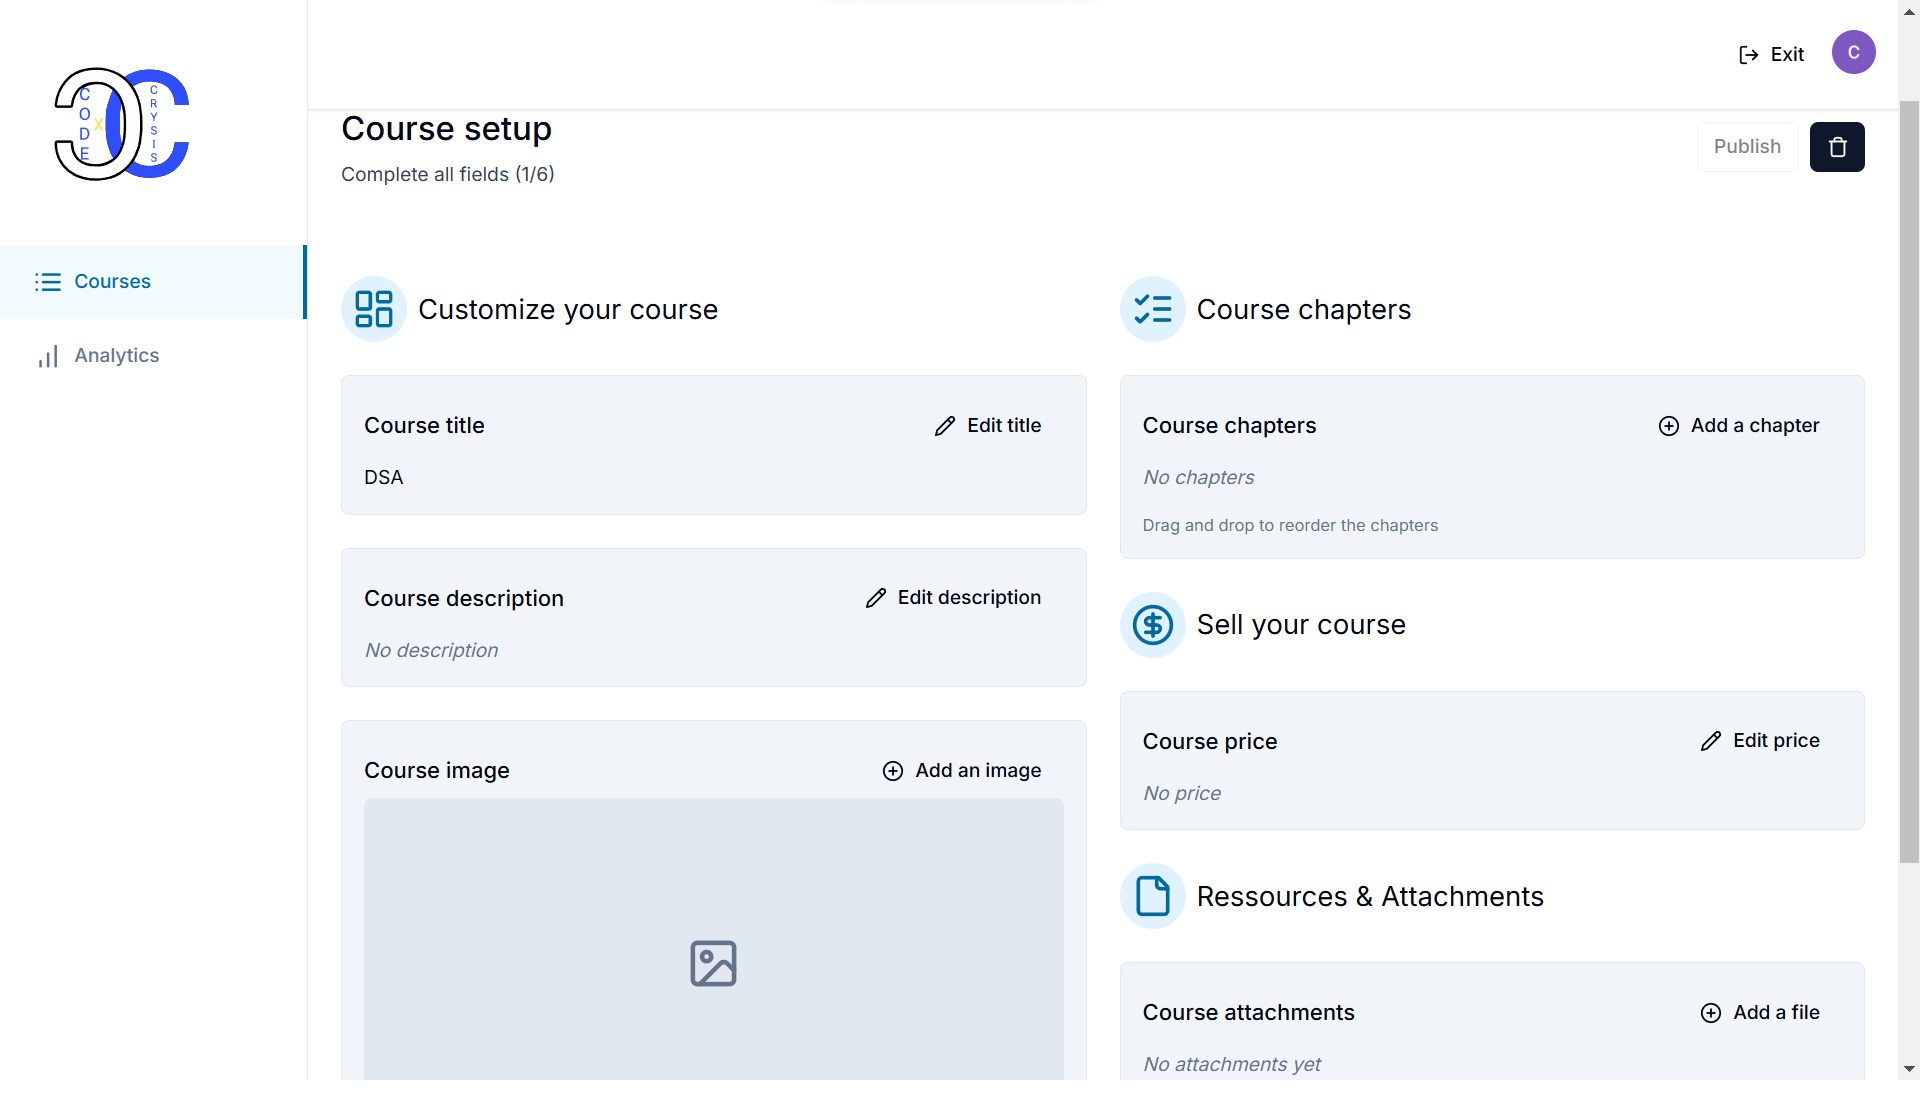 CODE
X
CRYSIS
Exit
C
Courses
Analytics
Course setup
Complete all fields (1/6)
Publish
Customize your course
Course title
Edit title
DSA
Course description
Edit description
No description
Course image
Add an image
Course chapters
Course chapters
Add a chapter
No chapters
Drag and drop to reorder the chapters
Sell your course
Course price
Edit price
No price
Ressources & Attachments
Course attachments
Add a file
No attachments yet